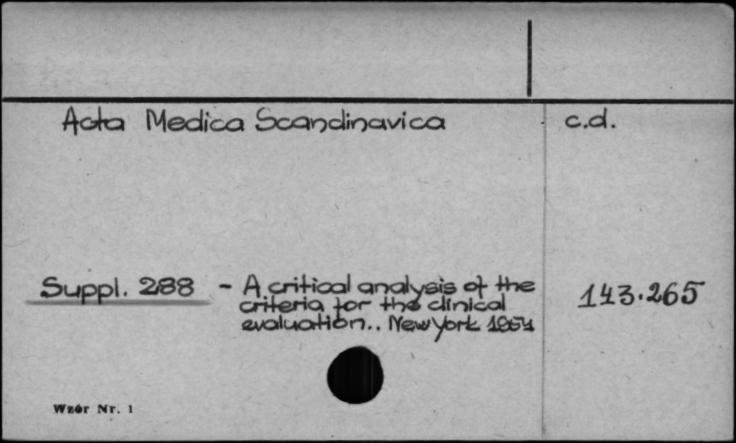 Acta Medica Scandinavica c.d.
Suppl. 288 - A critical analysis of the 143.265
criteria for the clinical
evaluation.. New York 1954
Wzór Nr. 1